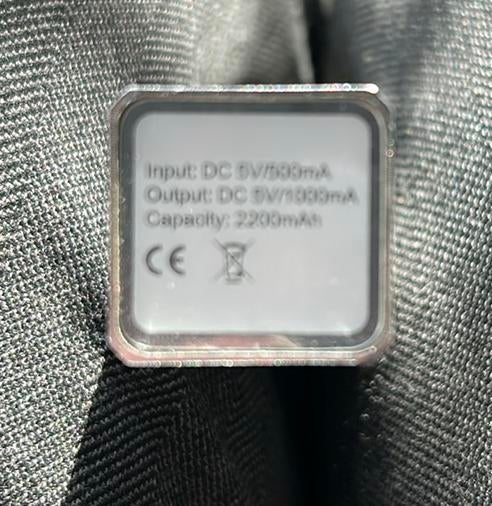 Input: DC 5V/500mA
Output: DC 5V/1000mA
Capacity: 2200mAh
CE